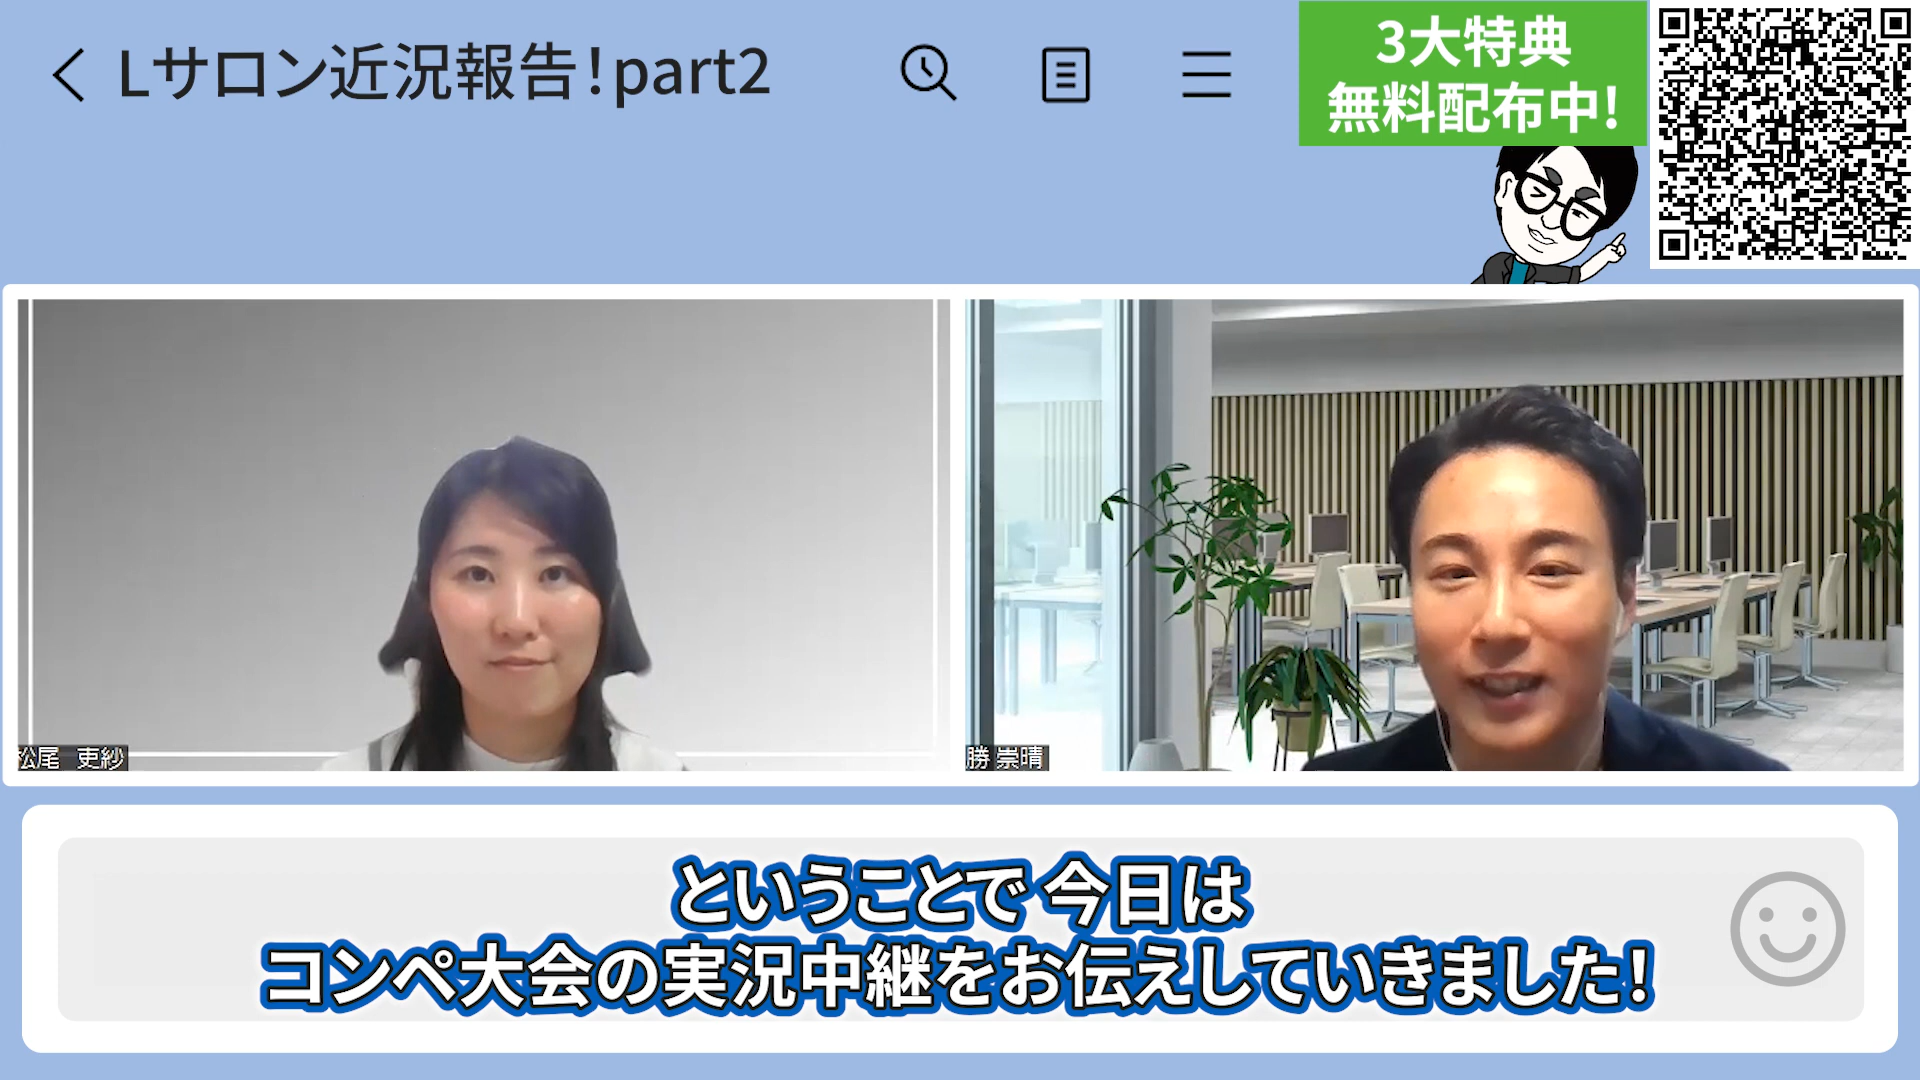 Lサロン近況報告！part2
3大特典
無料配布中！
松尾 吏紗
勝 崇晴
ということで 今日は
コンペ大会の実況中継をお伝えしていきました！